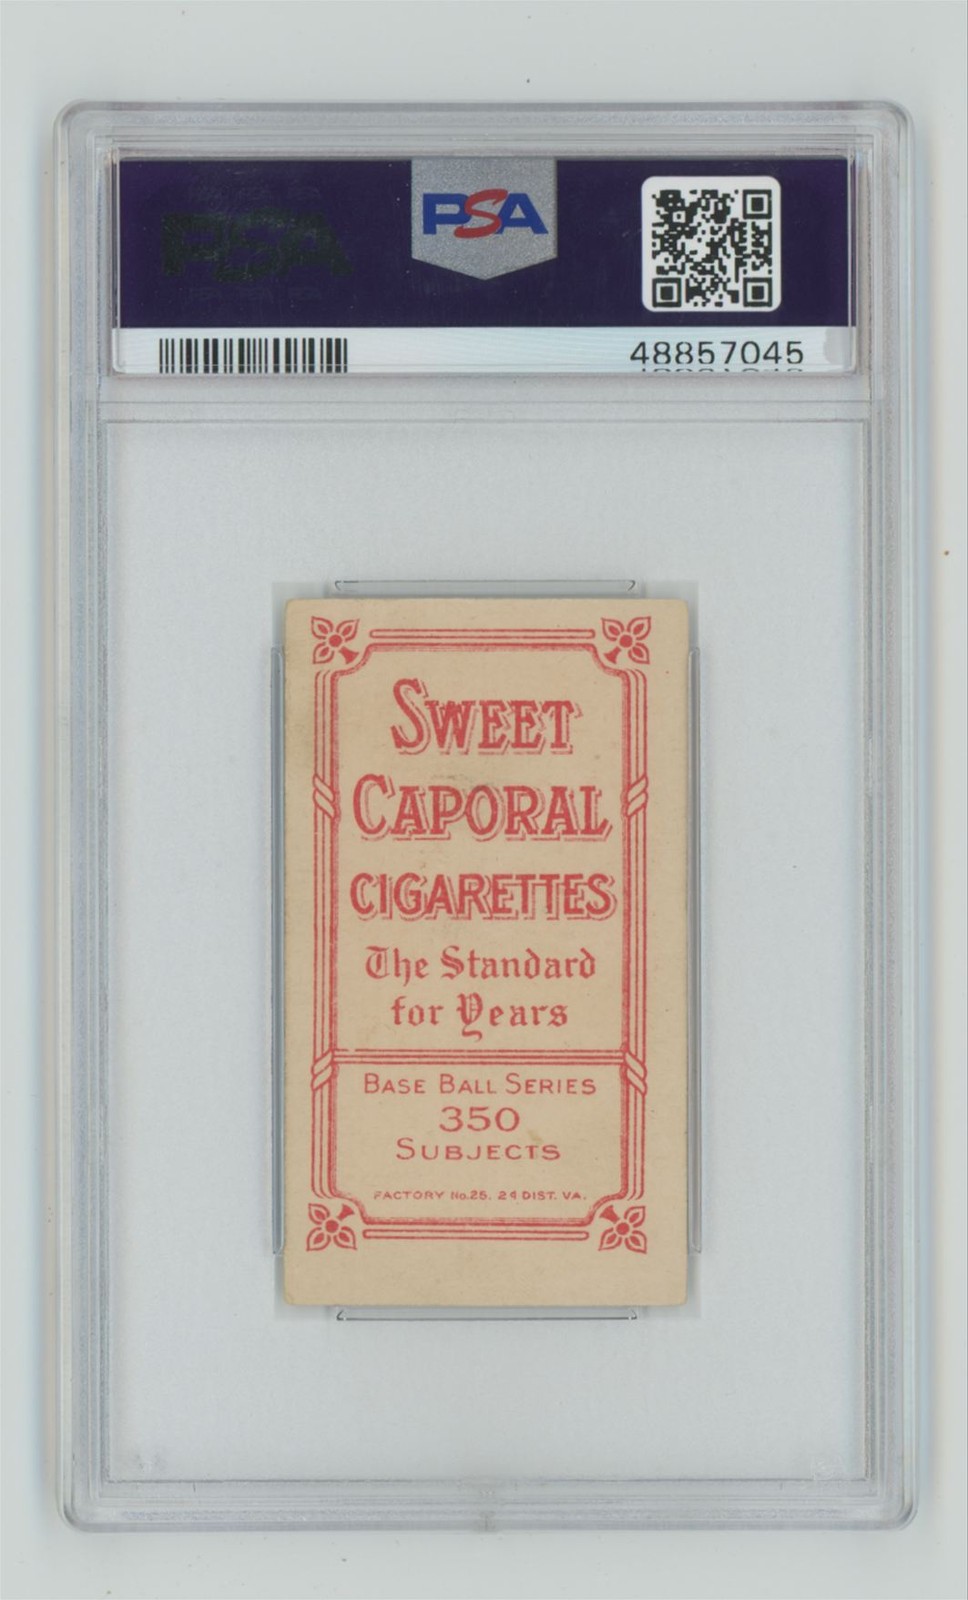 PSA
48857045
SWEET
CAPORAL
CIGARETTES
The Standard
for Years
BASE BALL SERIES
350
SUBJECTS
FACTORY No.25. 24 DIST. VA.